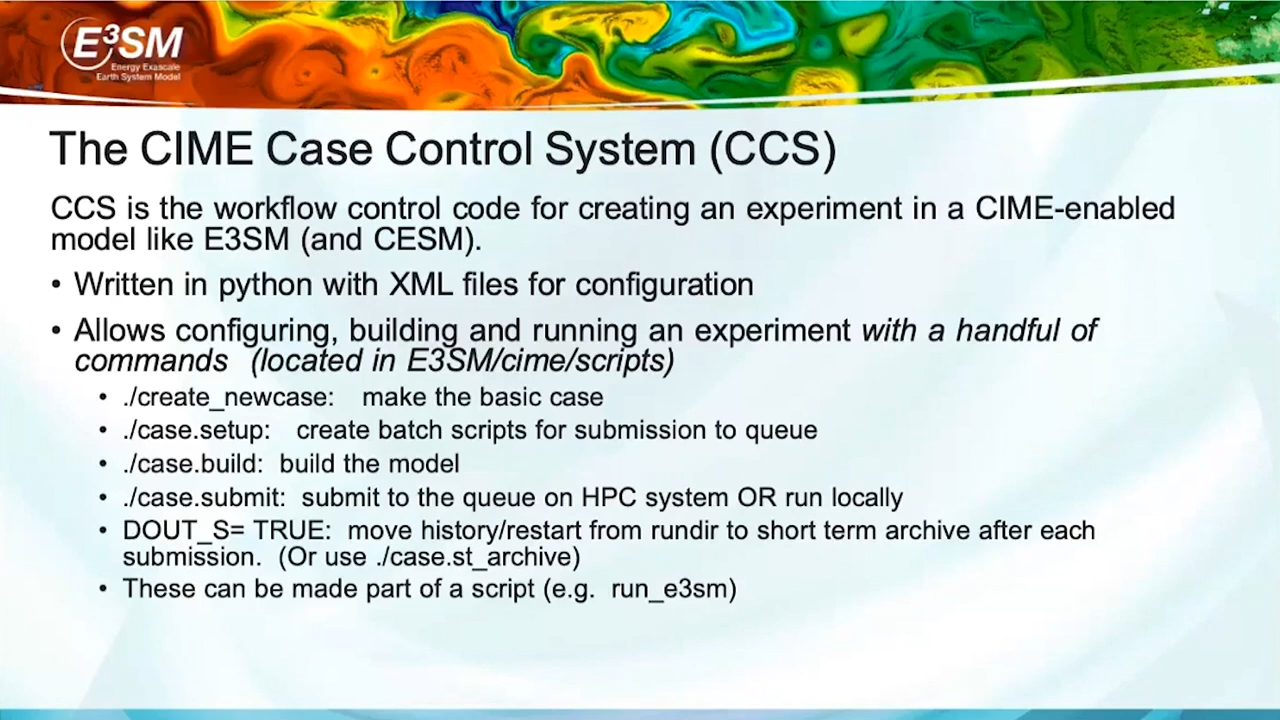 E3SM
Energy Exascale
Earth System Model
The CIME Case Control System (CCS)
CCS is the workflow control code for creating an experiment in a CIME-enabled
model like E3SM (and CESM).
• Written in python with XML files for configuration
• Allows configuring, building and running an experiment with a handful of
commands (located in E3SM/cime/scripts)
• ./create_newcase: make the basic case
• ./case.setup: create batch scripts for submission to queue
• ./case.build: build the model
• ./case.submit: submit to the queue on HPC system OR run locally
• DOUT_S= TRUE: move history/restart from rundir to short term archive after each
submission. (Or use ./case.st_archive)
• These can be made part of a script (e.g. run_e3sm)